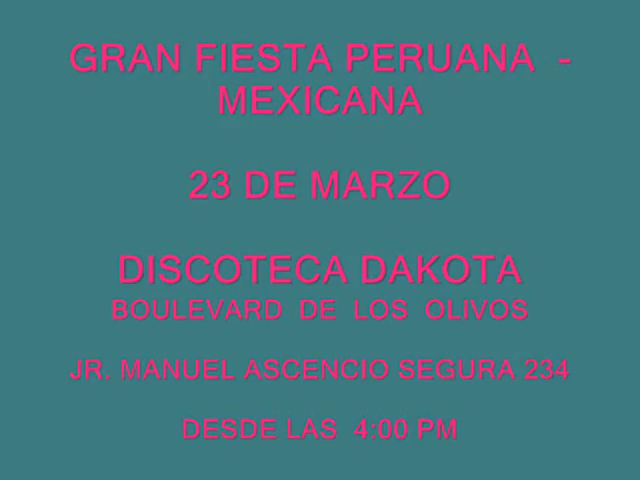 GRAN FIESTA PERUANA -
MEXICANA
23 DE MARZO
DISCOTECA DAKOTA
BOULEVARD DE LOS OLIVOS
JR. MANUEL ASCENCIO SEGURA 234
DESDE LAS 4:00 PM